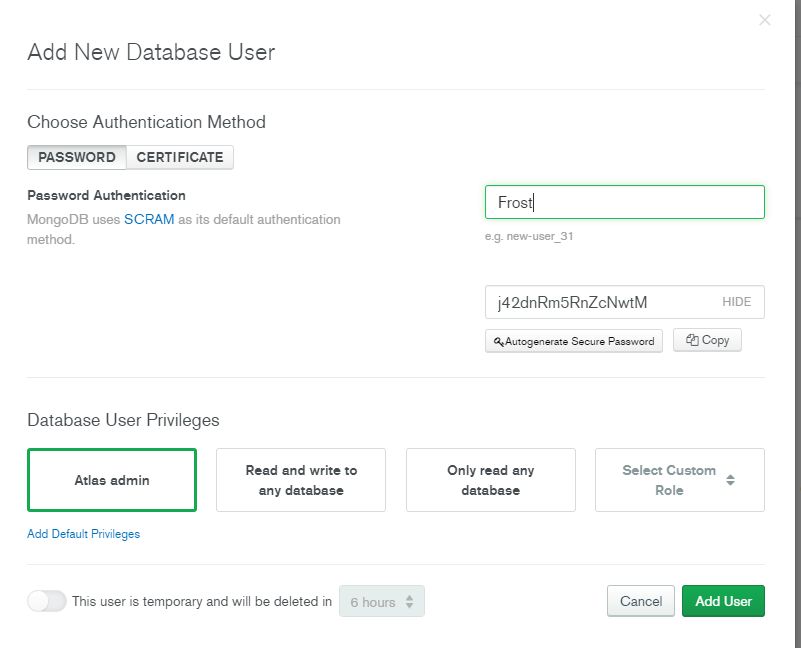 Add New Database User
Choose Authentication Method
PASSWORD CERTIFICATE
Password Authentication
MongoDB uses SCRAM as its default authentication
method.
Frost
e.g. new-user_31
j42dnRm5RnZcNwtM HIDE
Autogenerate Secure Password Copy
Database User Privileges
Atlas admin
Read and write to
any database
Only read any
database
Select Custom
Role
Add Default Privileges
This user is temporary and will be deleted in 6 hours
Cancel Add User